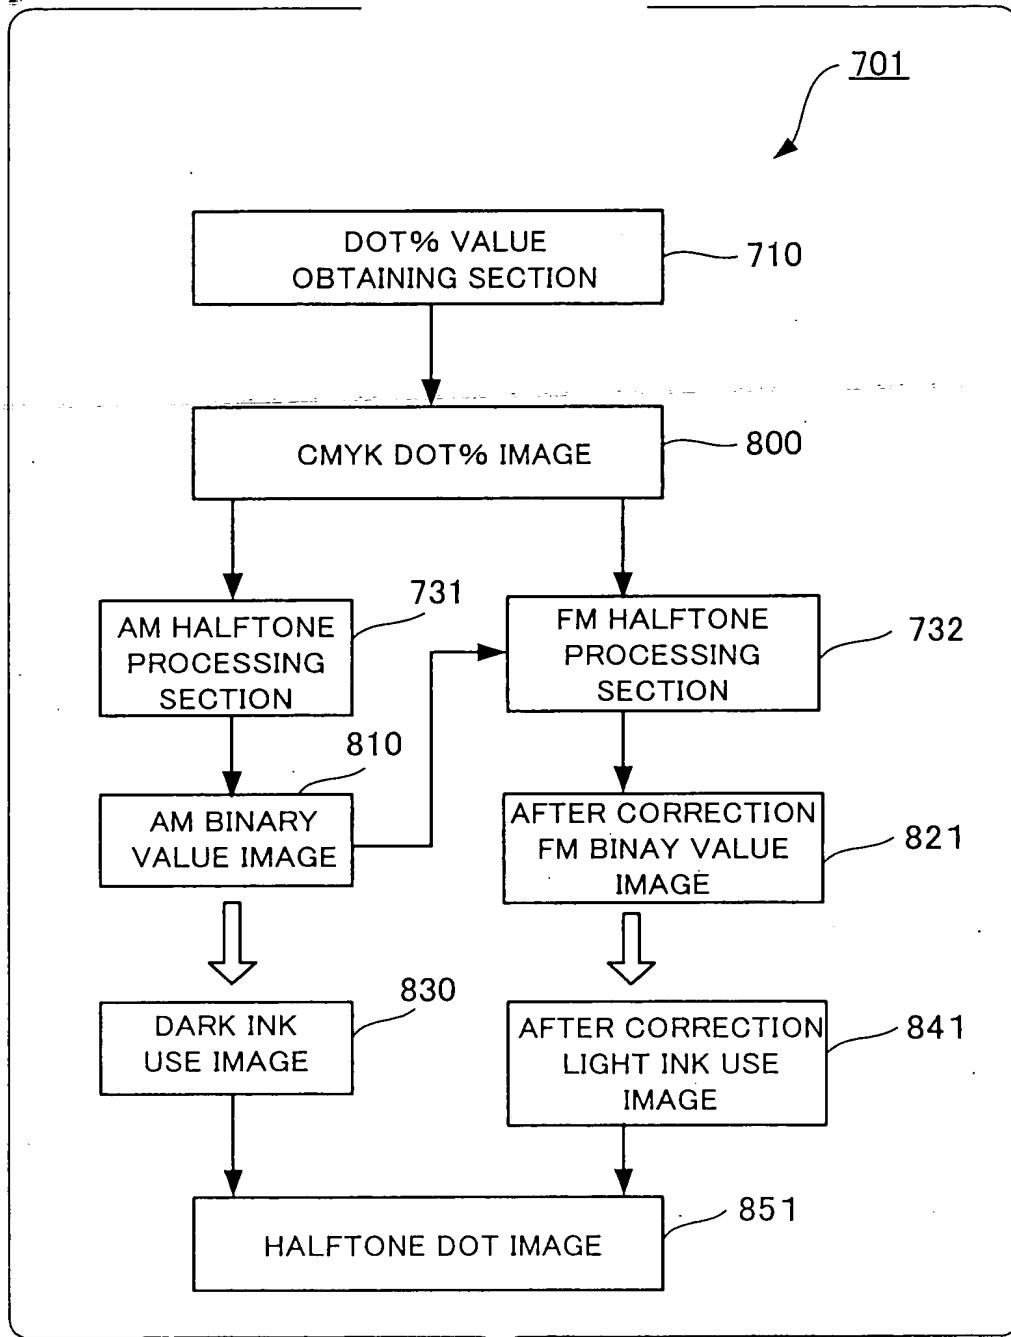 701
DOT% VALUE
OBTAINING SECTION
710
CMYK DOT% IMAGE
800
AM HALFTONE
PROCESSING
SECTION
731
FM HALFTONE
PROCESSING
SECTION
732
AM BINARY
VALUE IMAGE
810
AFTER CORRECTION
FM BINAY VALUE
IMAGE
821
DARK INK
USE IMAGE
830
AFTER CORRECTION
LIGHT INK USE
IMAGE
841
HALFTONE DOT IMAGE
851